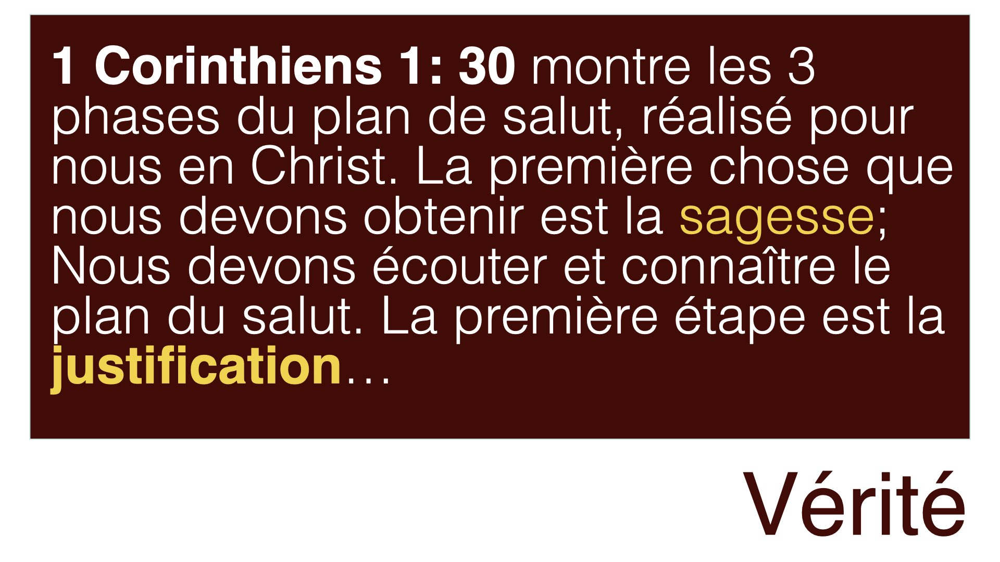 1 Corinthiens 1: 30 montre les 3
phases du plan de salut, réalisé pour
nous en Christ. La première chose que
nous devons obtenir est la sagesse;
Nous devons écouter et connaître le
plan du salut. La première étape est la
justification…
Vérité